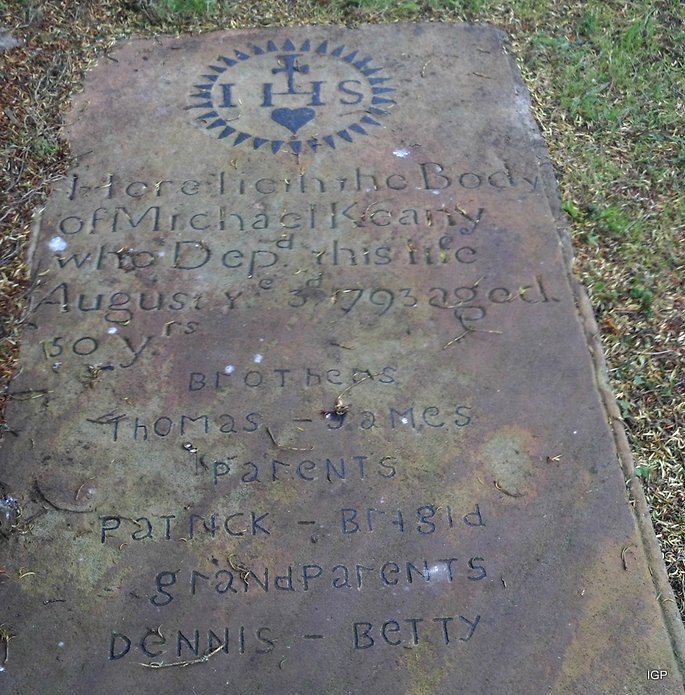 IHS
Here lieth the Body
of Michael Keany
who Depd. this life
August Ye 3d 1793 aged
50 yrs
BROTHERS
THOMAS - JAMES
PARENTS
PATRICK - BRIGID
grandPARENTS
DENNIS - BETTY
IGP